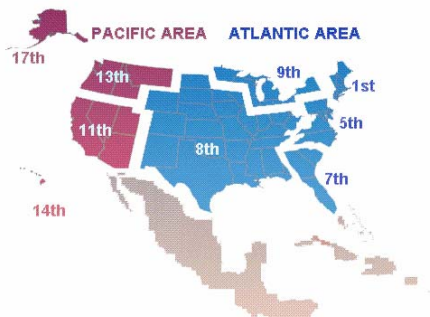 PACIFIC AREA ATLANTIC AREA
17th
13th
9th
1st
11th
5th
8th
7th
14th